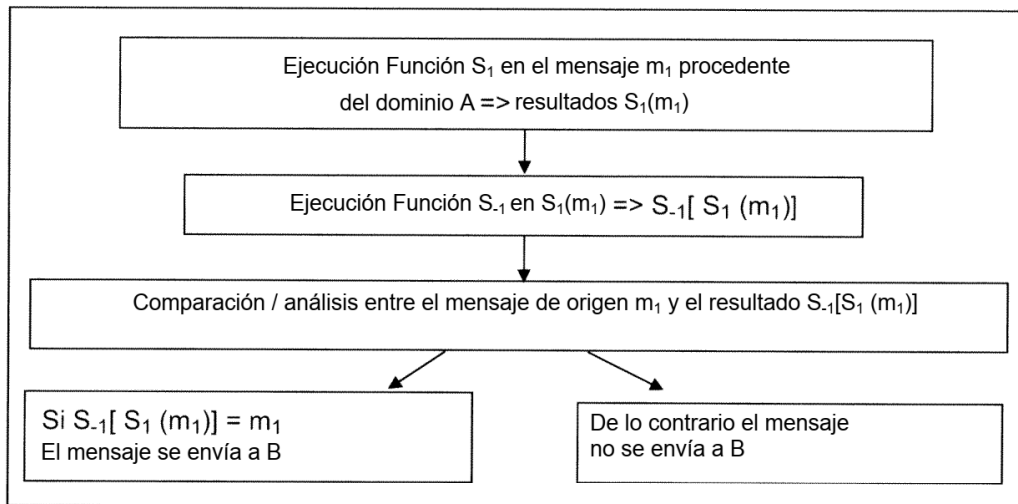 Ejecución Función S₁ en el mensaje m₁ procedente
del dominio A => resultados S₁(m₁)
Ejecución Función S₋₁ en S₁(m₁) => S₋₁[ S₁ (m₁)]
Comparación / análisis entre el mensaje de origen m₁ y el resultado S₋₁[S₁ (m₁)]
Si S₋₁[ S₁ (m₁)] = m₁
El mensaje se envía a B
De lo contrario el mensaje
no se envía a B